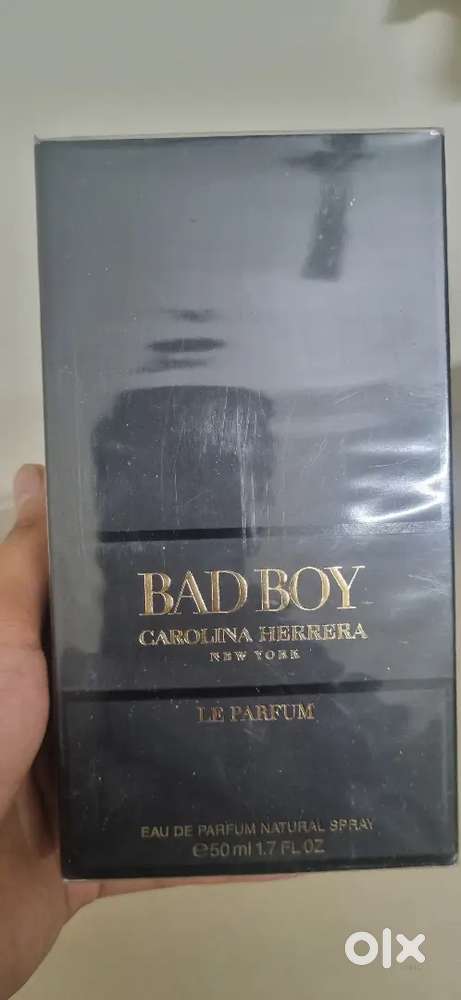 BAD BOY
CAROLINA HERRERA
NEW YORK
LE PARFUM
EAU DE PARFUM NATURAL SPRAY
℮50 ml 1.7 FL OZ
olx